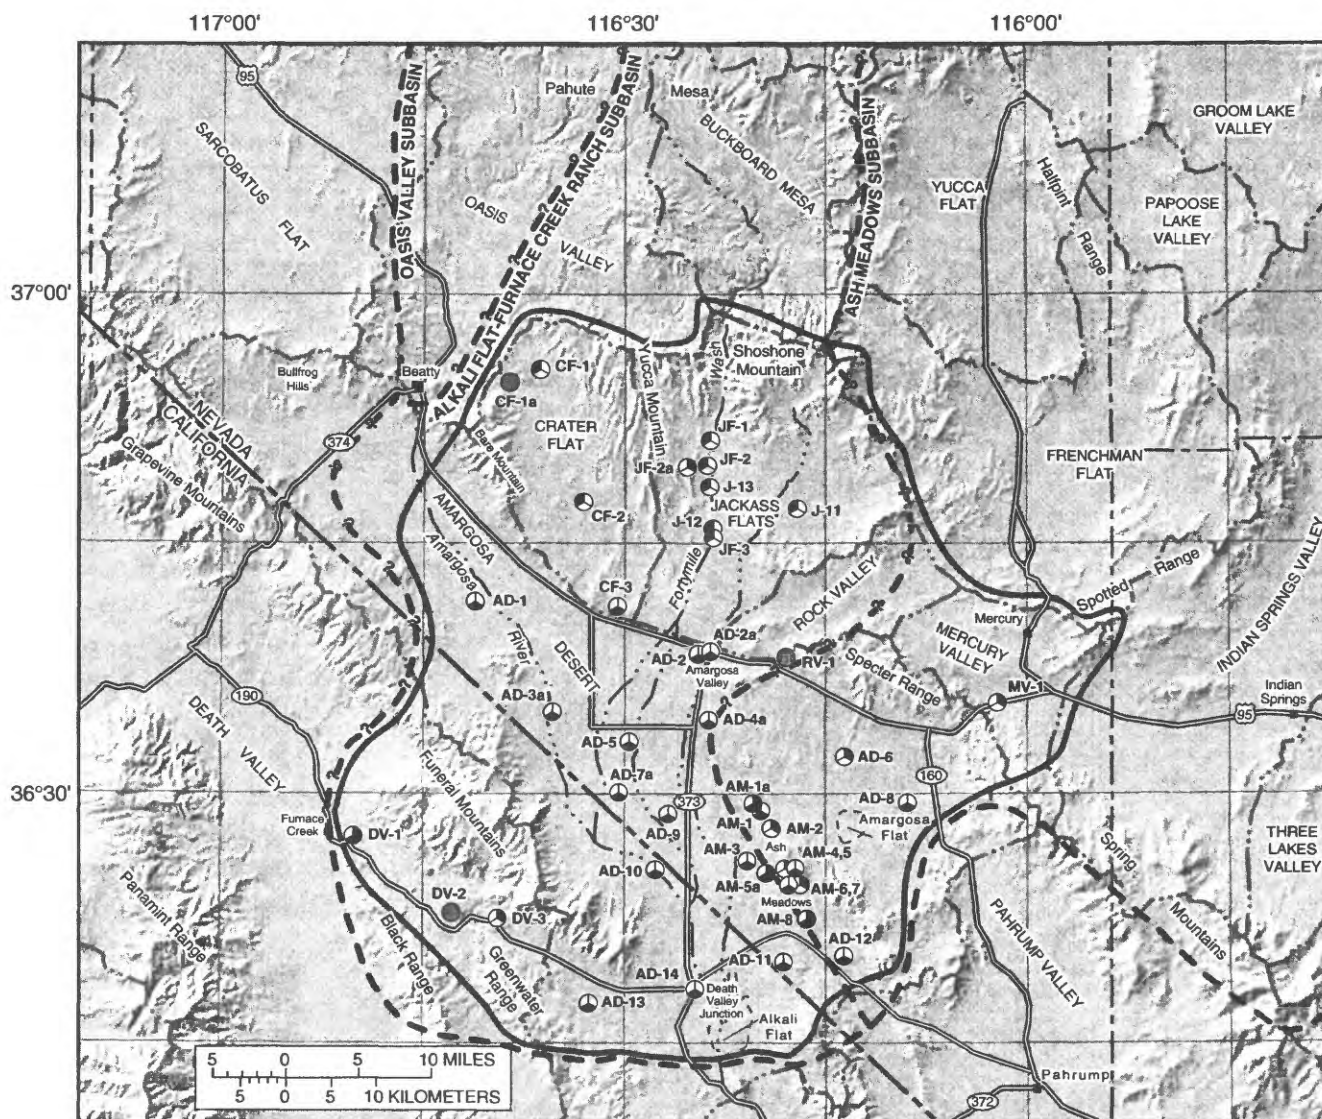 117°00'
116°30'
116°00'
95
OASIS VALLEY SUBBASIN
ALKALI FLAT-FURNACE CREEK RANCH SUBBASIN
ASH MEADOWS SUBBASIN
Pahute
Mesa
BUCKBOARD MESA
GROOM LAKE
VALLEY
SARCOBATUS FLAT
OASIS
VALLEY
YUCCA
FLAT
Halfpint Range
PAPOOSE
LAKE
VALLEY
37°00'
Shoshone
Mountain
Wash
Yucca Mountain
Bullfrog
Hills
Beatty
CF-1
CF-1a
CRATER
FLAT
Bare Mountain
NEVADA
CALIFORNIA
374
Grapevine Mountains
JF-1
JF-2a
JF-2
J-13
JACKASS
FLATS
J-12
J-11
JF-3
CF-2
FRENCHMAN
FLAT
AMARGOSA
Amargosa
Fortymile
ROCK VALLEY
Spotted Range
INDIAN SPRINGS VALLEY
CF-3
AD-1
Mercury
MERCURY
VALLEY
River
DESERT
AD-2a
AD-2
Amargosa
Valley
RV-1
Specter Range
MV-1
Indian
Springs
95
190
DEATH VALLEY
AD-3a
AD-4a
AD-5
AD-6
160
Funeral Mountains
AD-7a
AM-1a
AD-8
36°30'
373
Furnace
Creek
DV-1
AD-9
AM-1
AM-2
Amargosa
Flat
Ash
AM-3
AM-4,5
AD-10
AM-5a
AM-6,7
Meadows
THREE
LAKES
VALLEY
Spring
Mountains
Panamint Range
DV-2
DV-3
AM-8
PAHRUMP VALLEY
Black Range
Greenwater
Range
AD-12
AD-11
AD-14
AD-13
Death
Valley
Junction
Alkali
Flat
5 0 5 10 MILES
5 0 5 10 KILOMETERS
Pahrump
372